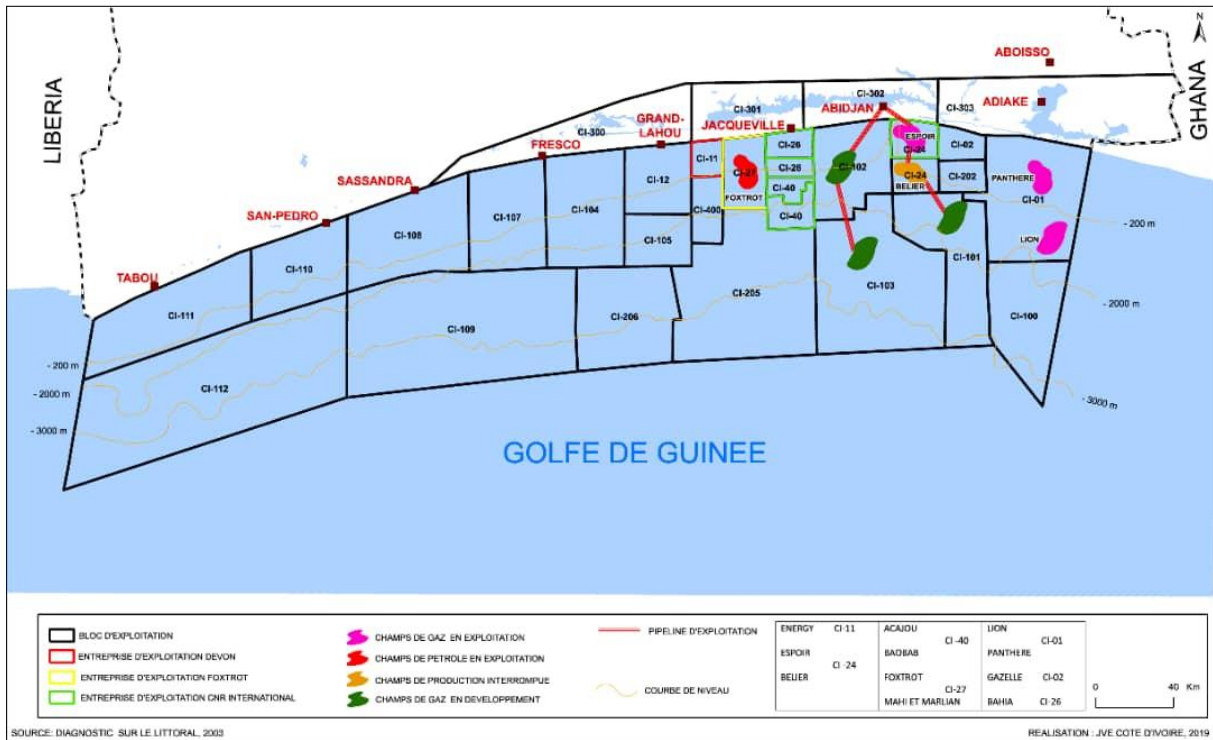 N
ABOISSO
LIBERIA
GHANA
CI-302
ADIAKE
ABIDJAN
CI-301
CI-303
GRAND-
LAHOU
CI-300
JACQUEVILLE
ESPOIR
CI-24
CI-26
CI-02
FRESCO
CI-11
CI-28
CI-102
CI-27
CI-24
CI-202
PANTHERE
CI-12
CI-40
BELIER
CI-01
SASSANDRA
FOXTROT
CI-107
CI-104
CI-400
CI-40
SAN-PEDRO
- 200 m
CI-108
CI-105
LION
CI-101
CI-110
TABOU
CI-103
CI-205
- 2000 m
CI-111
CI-206
CI-100
CI-109
- 200 m
CI-112
- 2000 m
- 3000 m
- 3000 m
GOLFE DE GUINEE
BLOC D'EXPLOITATION
ENTREPRISE D'EXPLOITATION DEVON
ENTREPRISE D'EXPLOITATION FOXTROT
ENTREPRISE D'EXPLOITATION CNR INTERNATIONAL
CHAMPS DE GAZ EN EXPLOITATION
CHAMPS DE PETROLE EN EXPLOITATION
CHAMPS DE PRODUCTION INTERROMPUE
CHAMPS DE GAZ EN DEVELOPPEMENT
PIPELINE D'EXPLOITATION
COURBE DE NIVEAU
ENERGY CI-11
ESPOIR
CI -24
BELIER
ACAJOU
CI -40
BAOBAB
FOXTROT
CI-27
MAHI ET MARLIAN
LION
CI-01
PANTHERE
GAZELLE CI-02
BAHIA CI-26
0 40 Km
SOURCE: DIAGNOSTIC SUR LE LITTORAL, 2003
REALISATION : JVE COTE D'IVOIRE, 2019